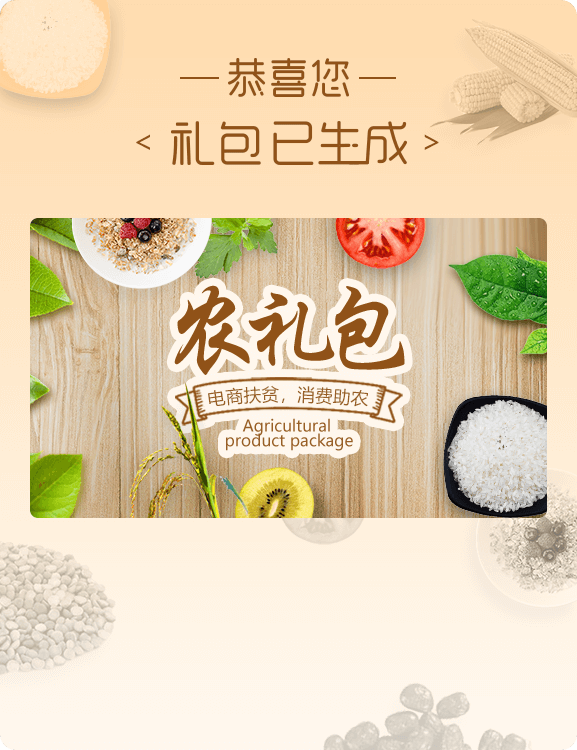 恭喜您
礼包已生成
农礼包
电商扶贫，消费助农
Agricultural
product package